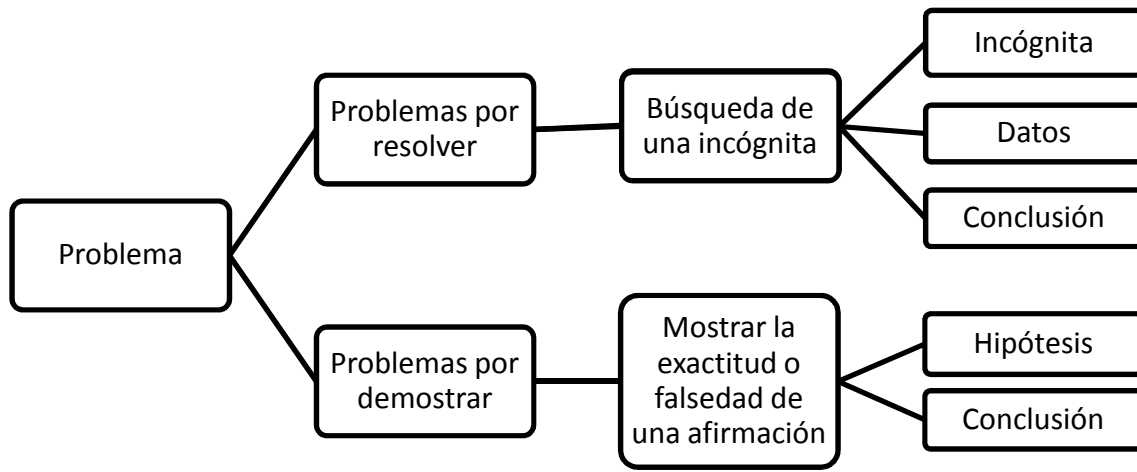 Problema
Problemas por
resolver
Búsqueda de
una incógnita
Incógnita
Datos
Conclusión
Problemas por
demostrar
Mostrar la
exactitud o
falsedad de
una afirmación
Hipótesis
Conclusión